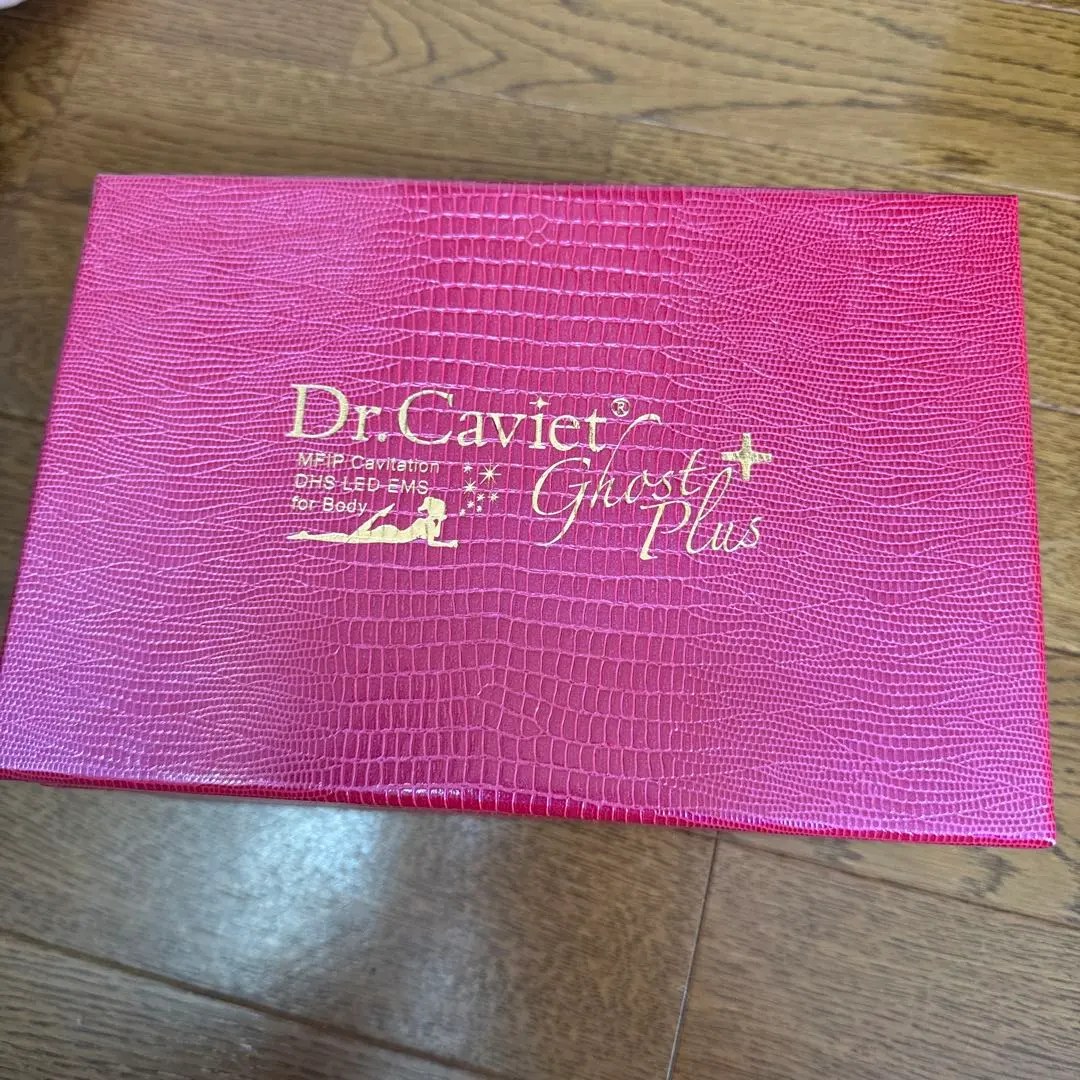 Dr.Caviet®
MFIP Cavitation
DHS LED EMS
for Body
Ghost
Plus